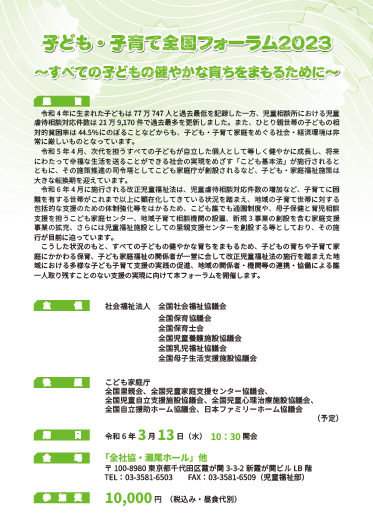 子ども・子育て全国フォーラム2023
～すべての子どもの健やかな育ちをまもるために～
趣　旨
令和４年に生まれた子どもは77万747人と過去最低を記録した一方、児童相談所における児童
虐待相談対応件数は21万9,170件で過去最多を更新しました。また、ひとり親世帯の子どもの相
対的貧困率は44.5%にのぼることなどからも、子ども・子育て家庭をめぐる社会・経済環境は非
常に厳しいものとなっています。
令和５年４月、次代を担うすべての子どもが自立した個人として等しく健やかに成長し、将来
にわたって幸福な生活を送ることができる社会の実現をめざす「こども基本法」が施行されると
ともに、その施策推進の司令塔としてこども家庭庁が創設されるなど、子ども・家庭福祉施策は
大きな転換期を迎えています。
令和６年４月に施行される改正児童福祉法は、児童虐待相談対応件数の増加など、子育てに困
難を有する世帯がこれまで以上に顕在化してきている状況を踏まえ、地域の子育て世帯に対する
包括的な支援のための体制強化等をはかるため、こども誰でも通園制度や、母子保健と育児相談
支援を担うこども家庭センター、地域子育て相談機関の設置、新規３事業の創設を含む家庭支援
事業の拡充、さらには児童福祉施設としての里親支援センターを創設する等としており、その施
行が目前に迫っています。
こうした状況のもと、すべての子どもの健やかな育ちをまもるため、子どもの育ちや子育て家
庭にかかわる保育、子ども家庭福祉の関係者が一堂に会して改正児童福祉法の施行を踏まえた地
域における多様な子ども子育て支援の実践の促進、地域の関係者・機関等の連携・協働による誰
一人取り残すことのない支援の実現に向けて本フォーラムを開催します。
主　催
社会福祉法人　全国社会福祉協議会
全国保育協議会
全国保育士会
全国児童養護施設協議会
全国乳児福祉協議会
全国母子生活支援施設協議会
後　援
こども家庭庁
全国里親会、全国児童家庭支援センター協議会、
全国児童自立支援施設協議会、全国児童心理治療施設協議会、
全国自立援助ホーム協議会、日本ファミリーホーム協議会
（予定）
期　日
令和６年３月13日（水）　10：30開会
会　場
「全社協・灘尾ホール」他
〒100-8980 東京都千代田区霞が関3-3-2 新霞が関ビルLB階
TEL：03-3581-6503　FAX：03-3581-6509（児童福祉部）
参加費
10,000円　（税込み・昼食代別）